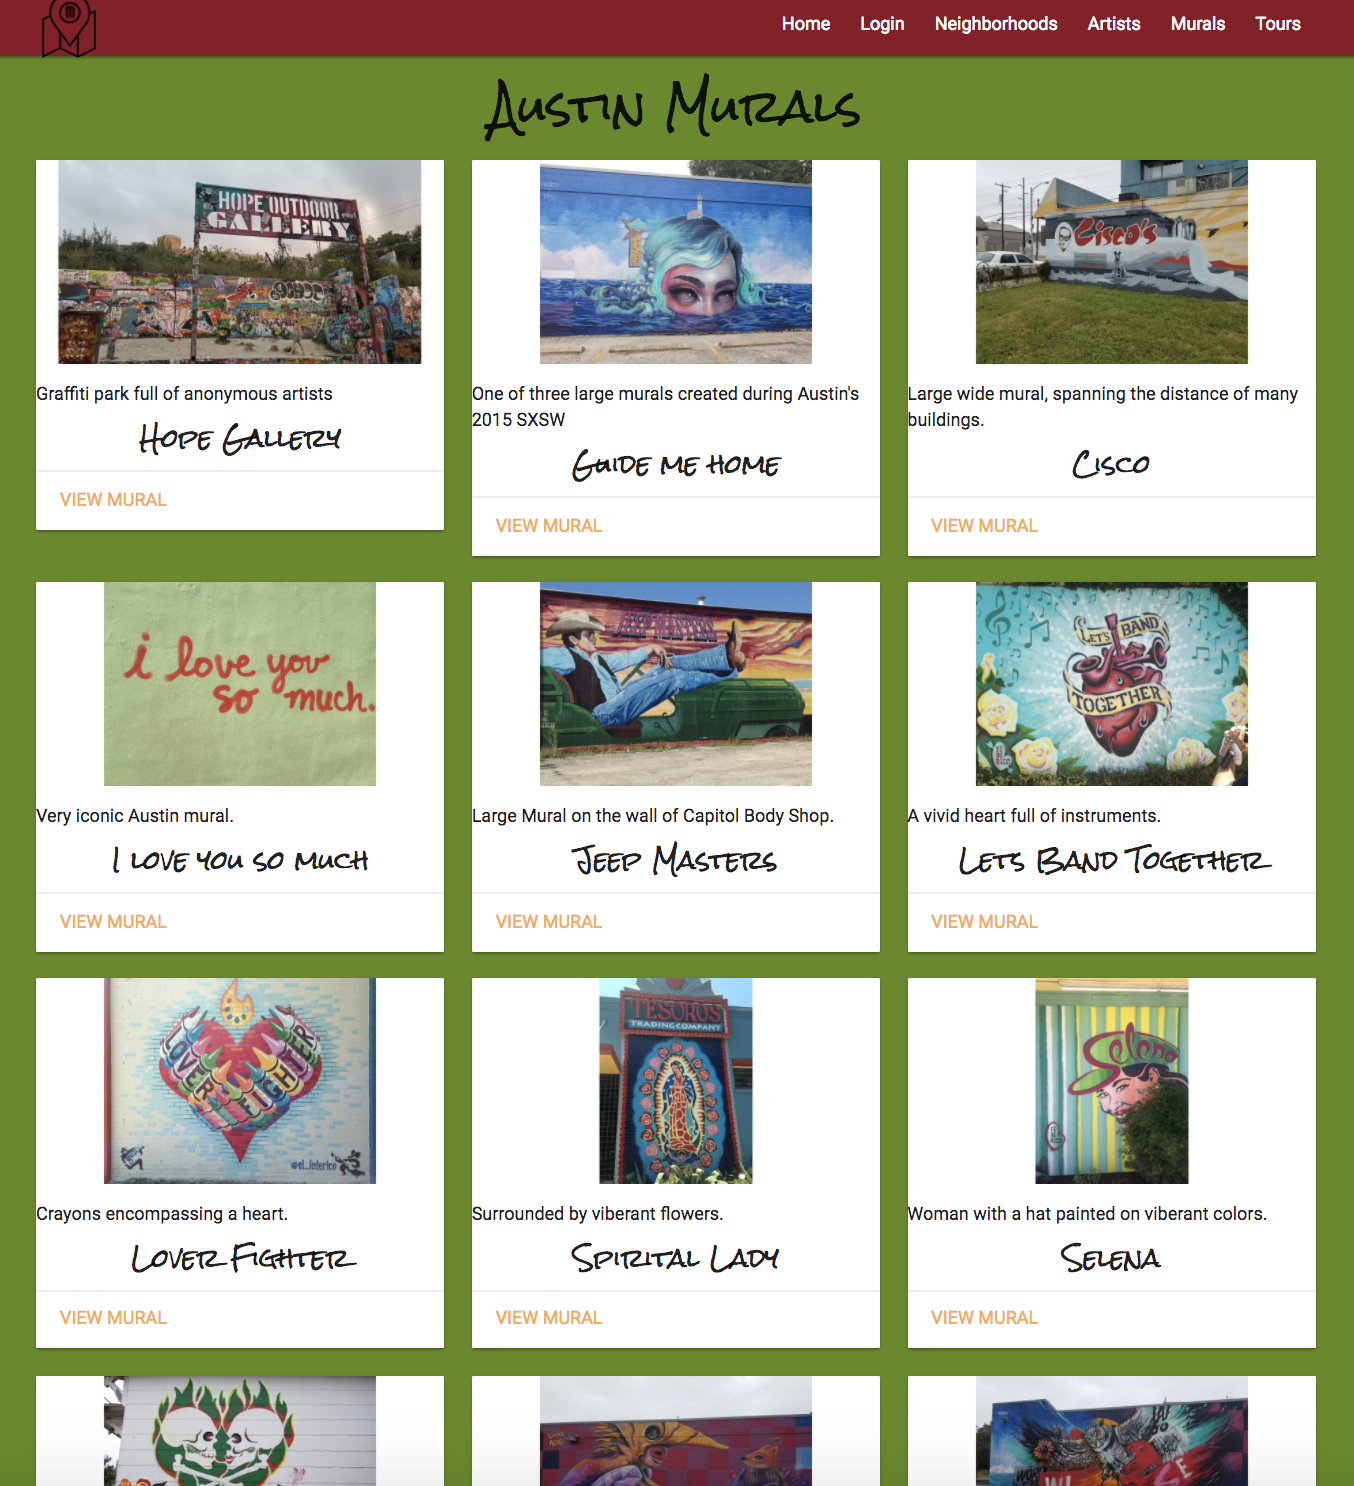 M
M
Home Login Neighborhoods Artists Murals Tours
Austin Murals
HOPE OUTDOOR
GALLERY
Graffiti park full of anonymous artists
Hope Gallery
VIEW MURAL
One of three large murals created during Austin's
2015 SXSW
Guide me home
VIEW MURAL
Cisco's
Large wide mural, spanning the distance of many
buildings.
Cisco
VIEW MURAL
i love you
so much.
Very iconic Austin mural.
I love you so much
VIEW MURAL
JEEP MASTERS
Large Mural on the wall of Capitol Body Shop.
Jeep Masters
VIEW MURAL
LET'S BAND
TOGETHER
A vivid heart full of instruments.
Lets Band Together
VIEW MURAL
LOVER FIGHTER
@el_federico
Crayons encompassing a heart.
Lover Fighter
VIEW MURAL
TESOROS
TRADING COMPANY
Surrounded by viberant flowers.
Spirital Lady
VIEW MURAL
Selena
Woman with a hat painted on viberant colors.
Selena
VIEW MURAL